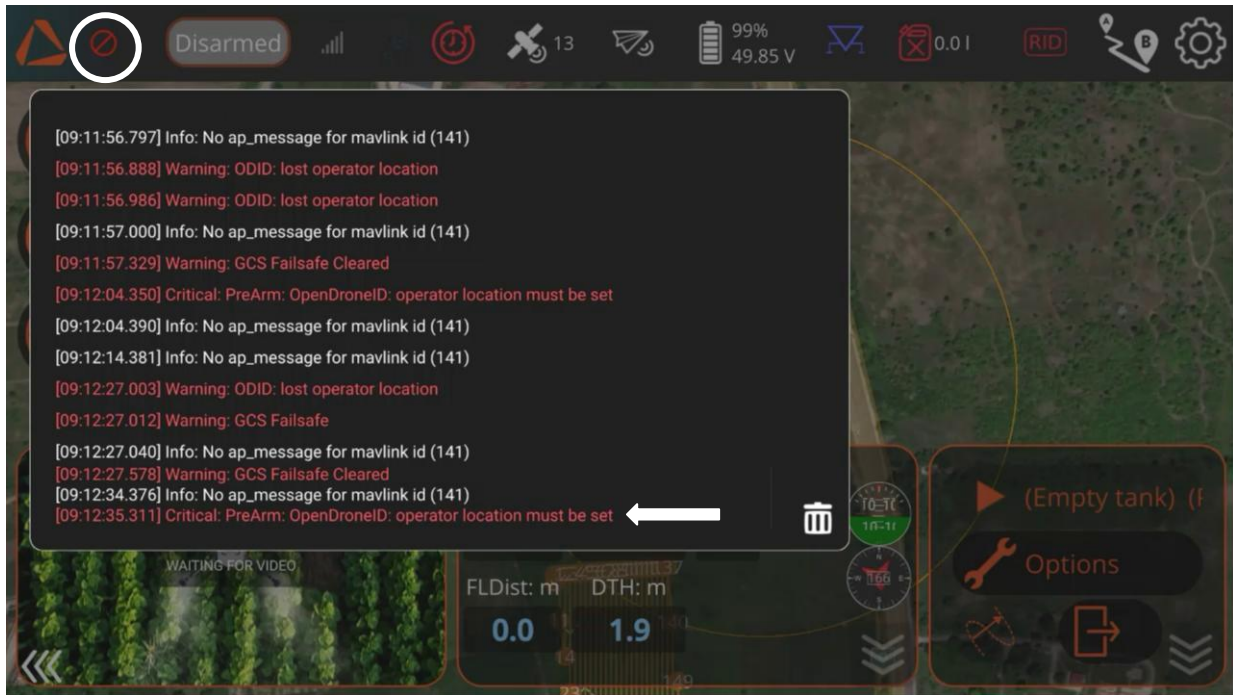 Disarmed
13
99%
49.85 V
0.0 l
RID
A
B
[09:11:56.797] Info: No ap_message for mavlink id (141)
[09:11:56.888] Warning: ODID: lost operator location
[09:11:56.986] Warning: ODID: lost operator location
[09:11:57.000] Info: No ap_message for mavlink id (141)
[09:11:57.329] Warning: GCS Failsafe Cleared
[09:12:04.350] Critical: PreArm: OpenDroneID: operator location must be set
[09:12:04.390] Info: No ap_message for mavlink id (141)
[09:12:14.381] Info: No ap_message for mavlink id (141)
[09:12:27.003] Warning: ODID: lost operator location
[09:12:27.012] Warning: GCS Failsafe
[09:12:27.040] Info: No ap_message for mavlink id (141)
[09:12:27.578] Warning: GCS Failsafe Cleared
[09:12:34.376] Info: No ap_message for mavlink id (141)
[09:12:35.311] Critical: PreArm: OpenDroneID: operator location must be set
(Empty tank)
Options
WAITING FOR VIDEO
FLDist: m DTH: m
0.0 1.9
166
140
14
149